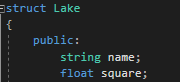 struct Lake
{
public:
string name;
float square;